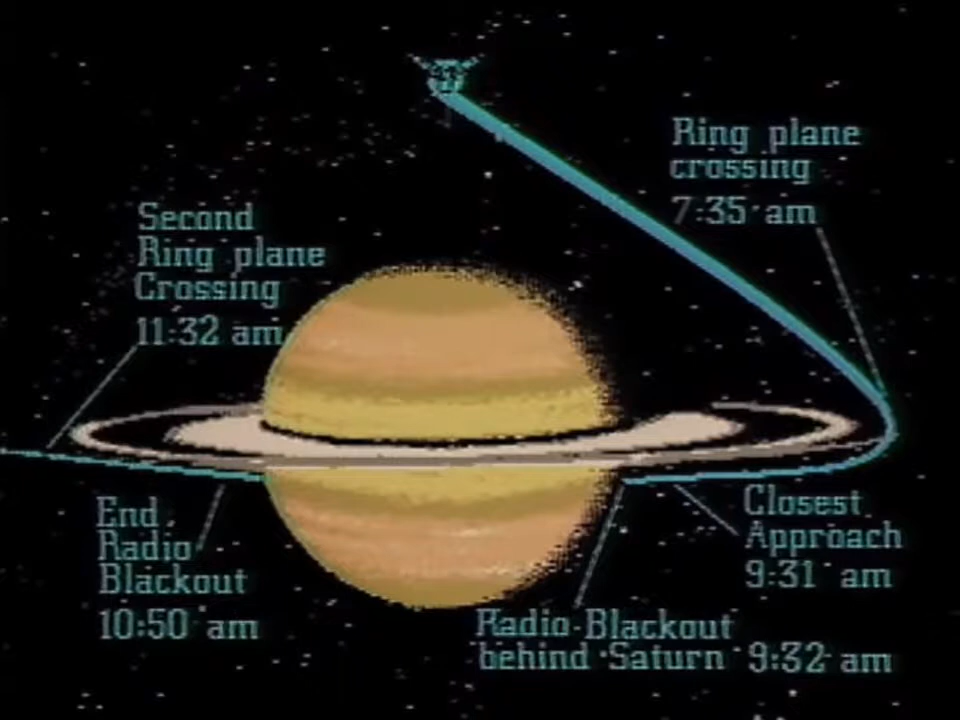 Ring plane
crossing
7:35 am
Second
Ring plane
Crossing
11:32 am
End
Radio
Blackout
10:50 am
Closest
Approach
9:31 am
Radio Blackout
behind Saturn 9:32 am